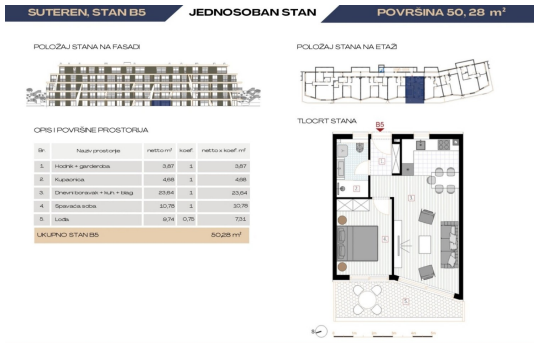 SUTEREN, STAN B5
JEDNOSOBAN STAN
POVRŠINA 50, 28 m²
POLOŽAJ STANA NA FASADI
POLOŽAJ STANA NA ETAŽI
TLOCRT STANA
B5
OPIS I POVRŠINE PROSTORIJA
Br. Naziv prostorije netto m² koef. netto x koef. m²
1. Hodnik + garderoba 3,87 1 3,87
2. Kupaonica 4,68 1 4,68
3. Dnevni boravak + kuh. + blag. 23,64 1 23,64
4. Spavaća soba 10,78 1 10,78
5. Lođa 9,74 0,75 7,31
UKUPNO STAN B5 50,28 m²